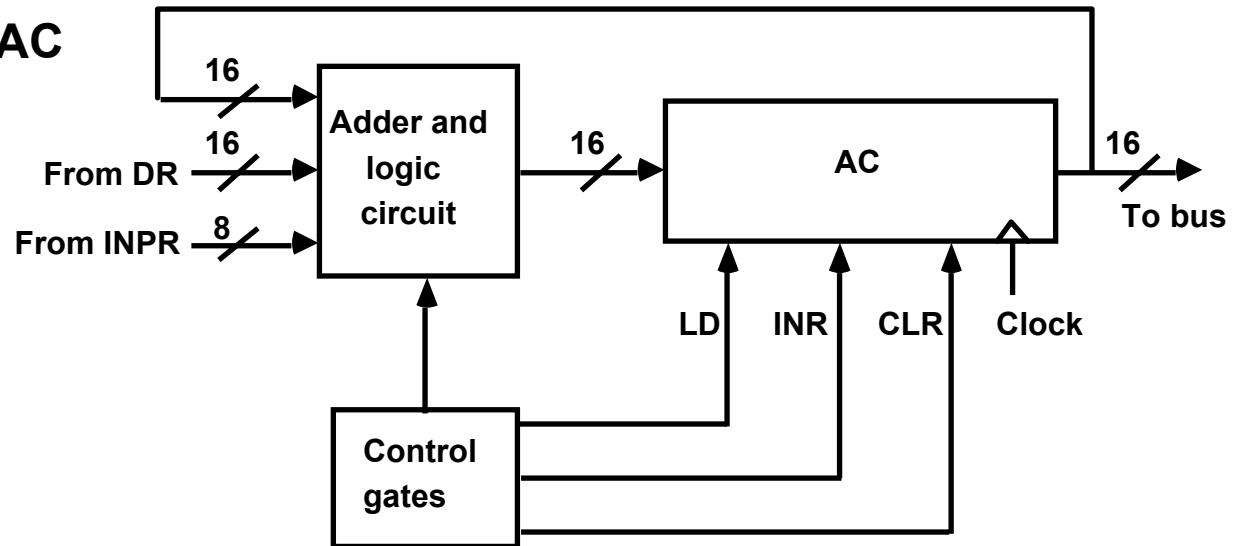 AC
16
16
From DR
8
From INPR
Adder and
logic
circuit
16
AC
16
To bus
LD
INR
CLR
Clock
Control
gates